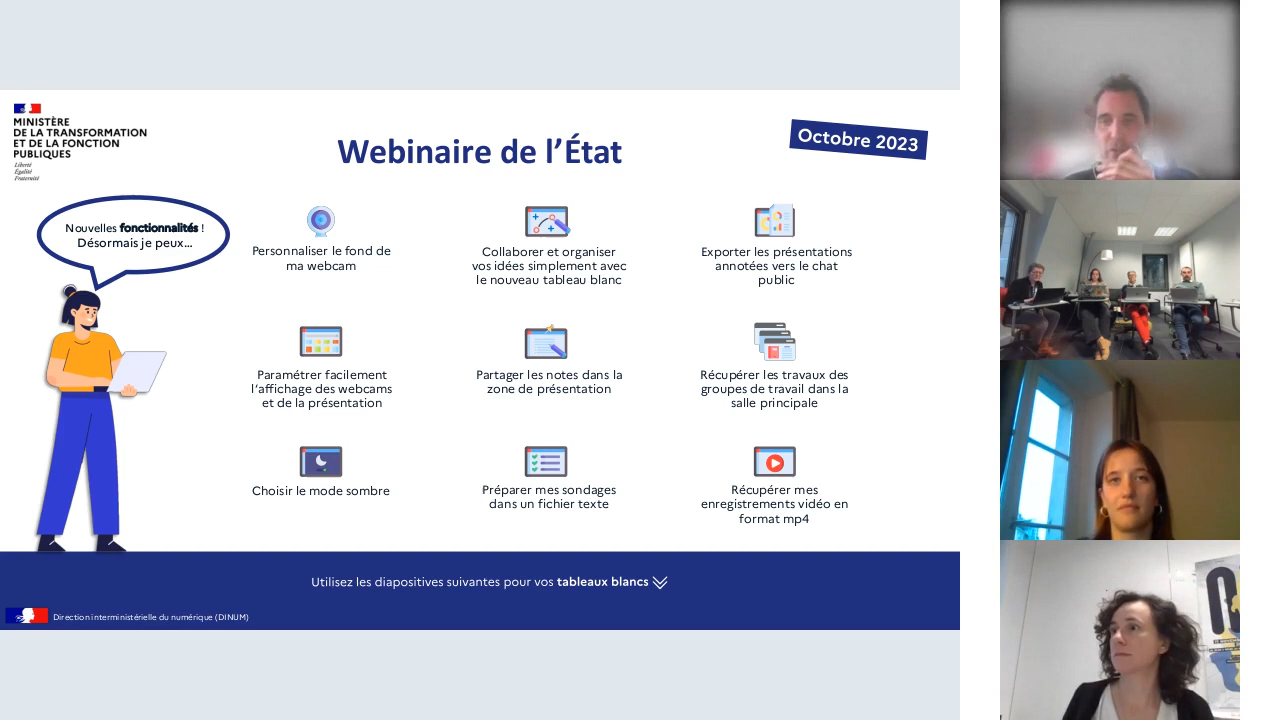 MINISTÈRE
DE LA TRANSFORMATION
ET DE LA FONCTION
PUBLIQUES
Liberté
Égalité
Fraternité
Webinaire de l'État
Octobre 2023
Nouvelles fonctionnalités !
Désormais je peux...
Personnaliser le fond de
ma webcam
Collaborer et organiser
vos idées simplement avec
le nouveau tableau blanc
Exporter les présentations
annotées vers le chat
public
Paramétrer facilement
l'affichage des webcams
et de la présentation
Partager les notes dans la
zone de présentation
Récupérer les travaux des
groupes de travail dans la
salle principale
Choisir le mode sombre
Préparer mes sondages
dans un fichier texte
Récupérer mes
enregistrements vidéo en
format mp4
Utilisez les diapositives suivantes pour vos tableaux blancs
Direction interministérielle du numérique (DINUM)